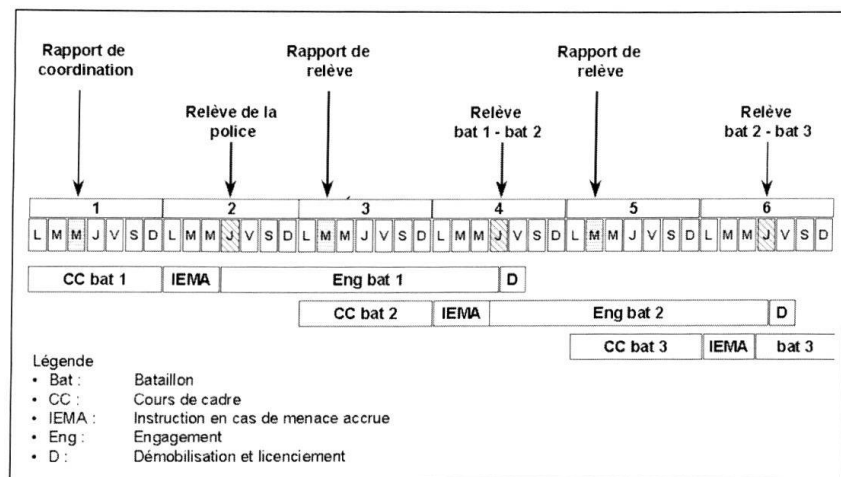 Rapport de
coordination
Rapport de
relève
Rapport de
relève
Relève de la
police
Relève
bat 1 - bat 2
Relève
bat 2 - bat 3
1 2 3 4 5 6
L M M J V S D L M M J V S D L M M J V S D L M M J V S D L M M J V S D L M M J V S D
CC bat 1 IEMA Eng bat 1 D
CC bat 2 IEMA Eng bat 2 D
CC bat 3 IEMA bat 3
Légende
• Bat : Bataillon
• CC : Cours de cadre
• IEMA : Instruction en cas de menace accrue
• Eng : Engagement
• D : Démobilisation et licenciement